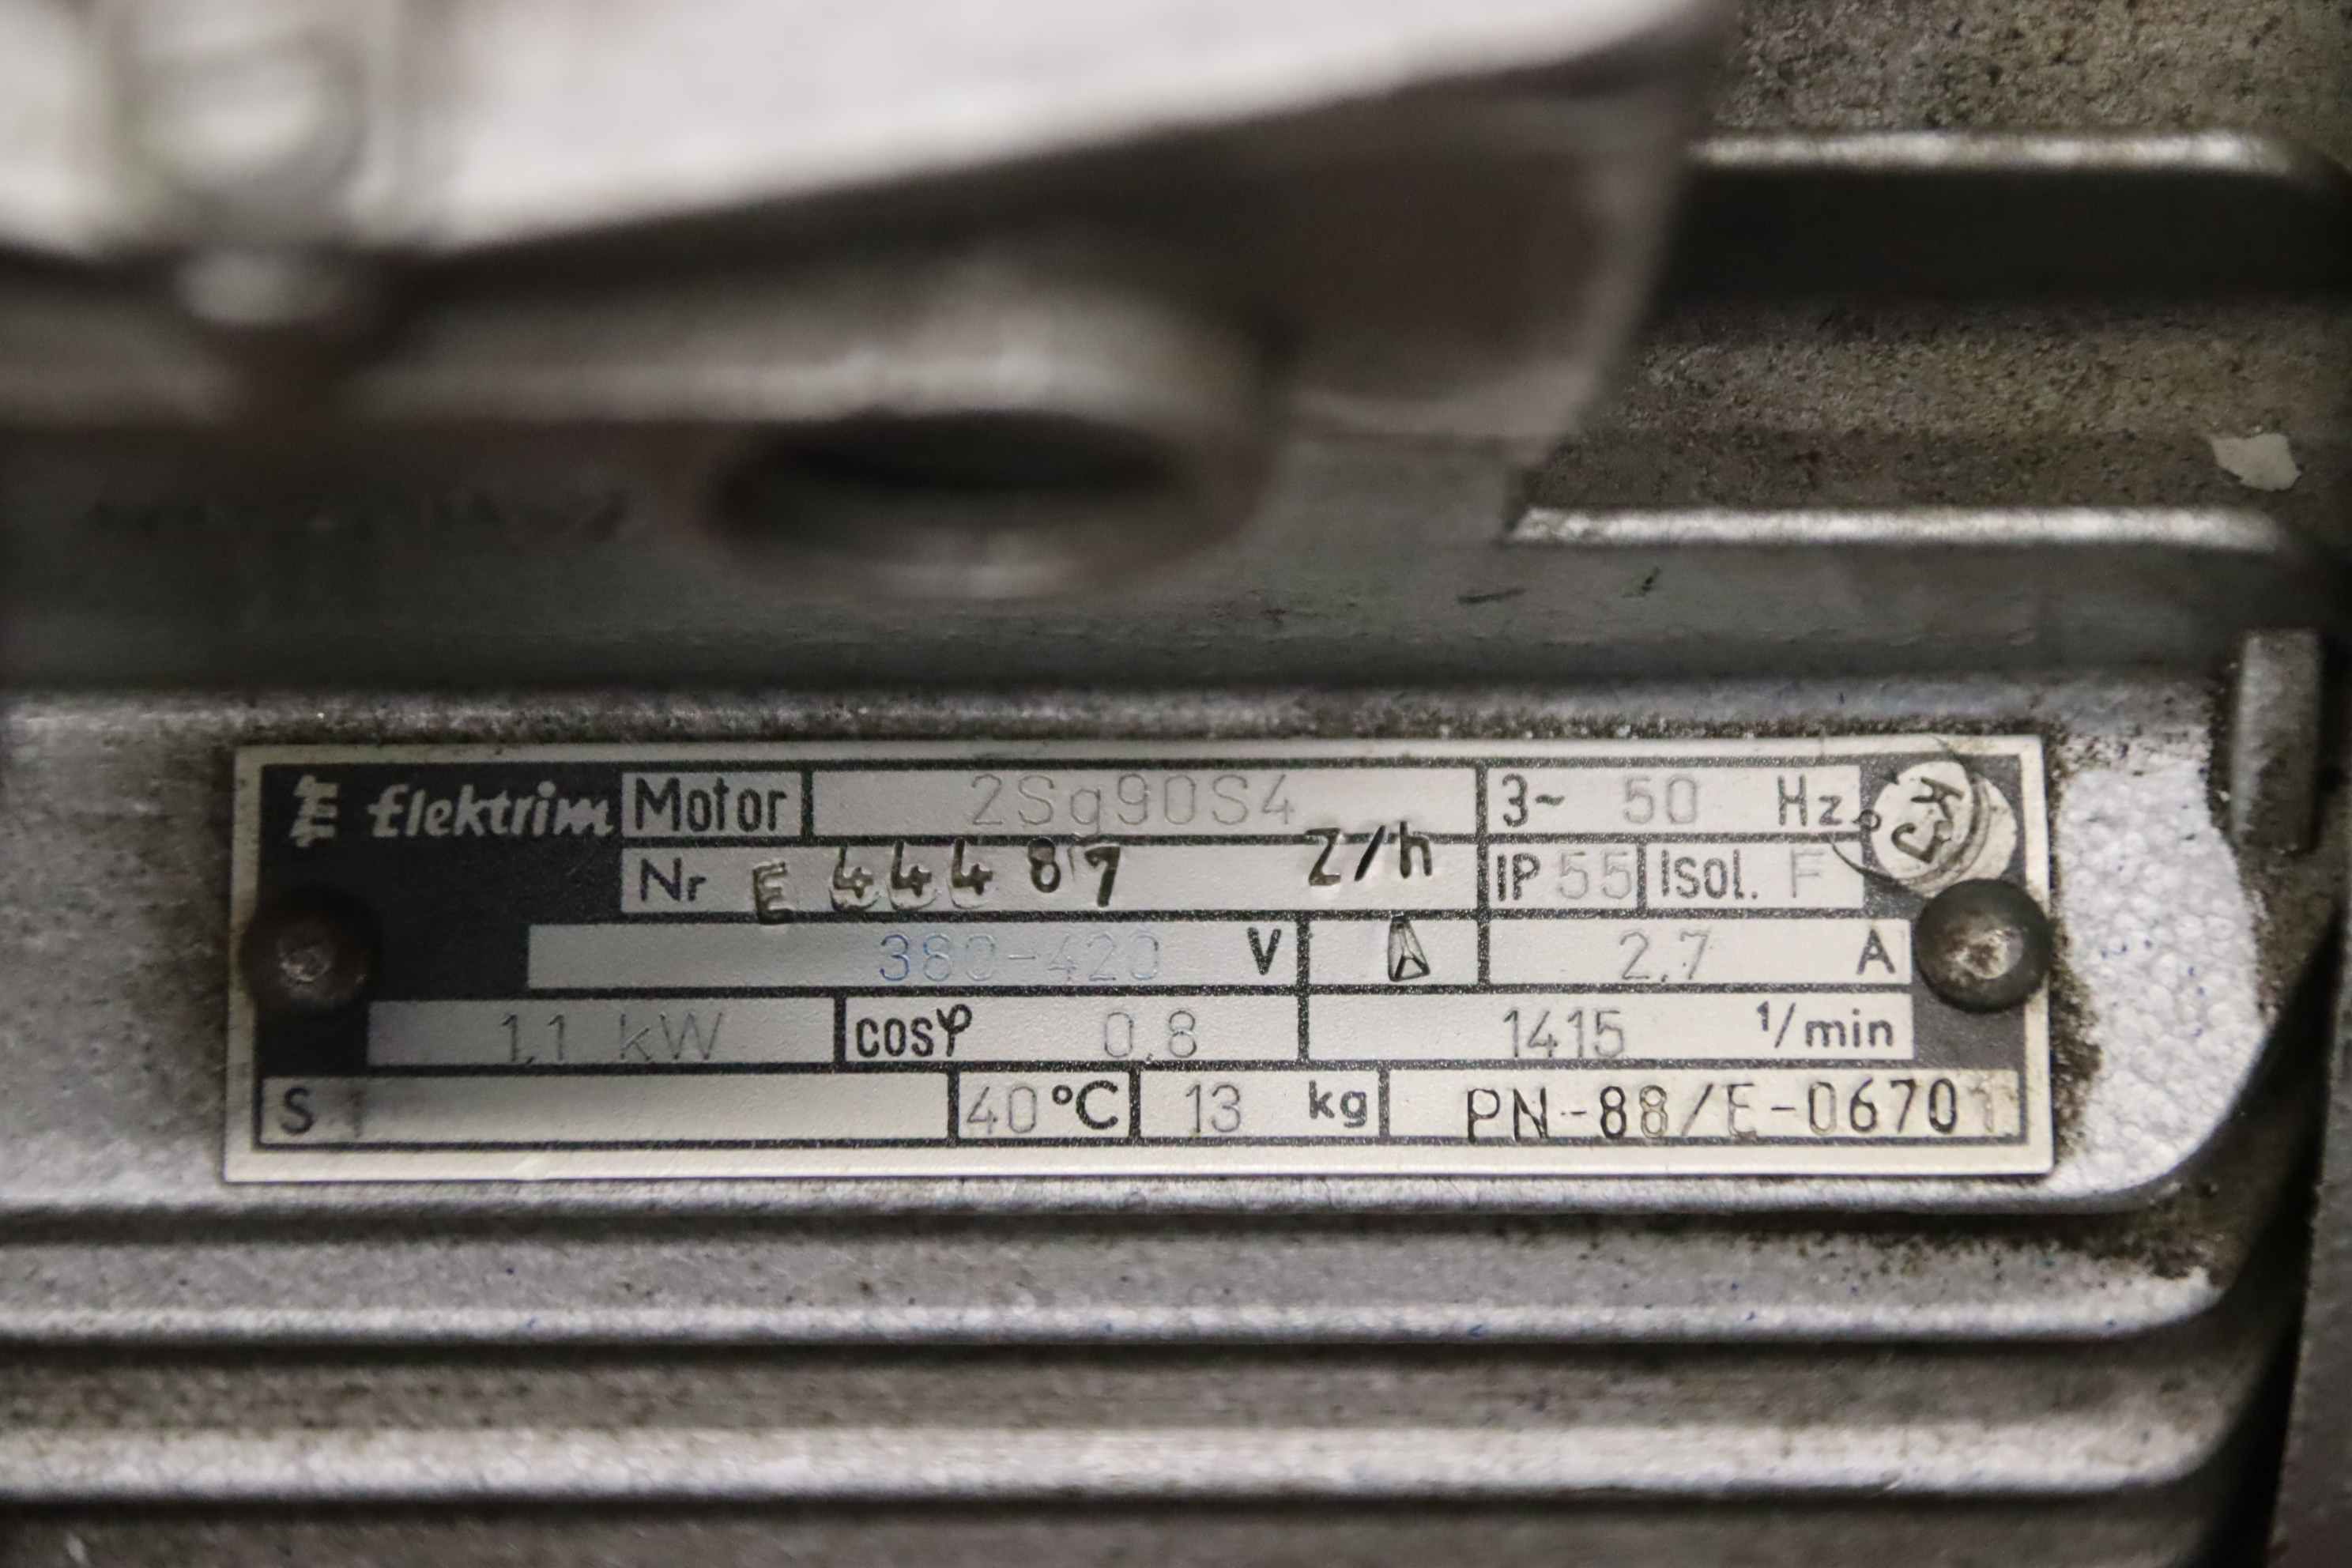 Elektrim Motor 2Sg90S4 3~ 50 Hz
Nr E 44487 Z/h IP 55 Isol. F
380-420 V 2,7 A
1,1 kW cosφ 0,8 1415 1/min
S 1 40 °C 13 kg PN-88/E-06701
KJ